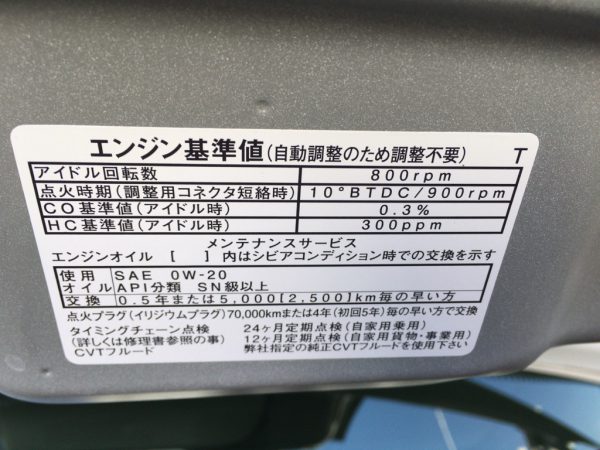 エンジン基準値(自動調整のため調整不要) T
アイドル回転数 800rpm
点火時期(調整用コネクタ短絡時) 10°BTDC/900rpm
CO基準値(アイドル時) 0.3%
HC基準値(アイドル時) 300ppm
メンテナンスサービス
エンジンオイル [ ] 内はシビアコンディション時での交換を示す
使用 SAE 0W-20
オイル API分類 SN級以上
交換 0.5年または5,000[2,500]km毎の早い方
点火プラグ(イリジウムプラグ)70,000kmまたは4年(初回5年)毎の早い方で交換
タイミングチェーン点検 24ヶ月定期点検(自家用乗用)
(詳しくは修理書参照の事) 12ヶ月定期点検(自家用貨物・事業用)
CVTフルード 弊社指定の純正CVTフルードを使用下さい